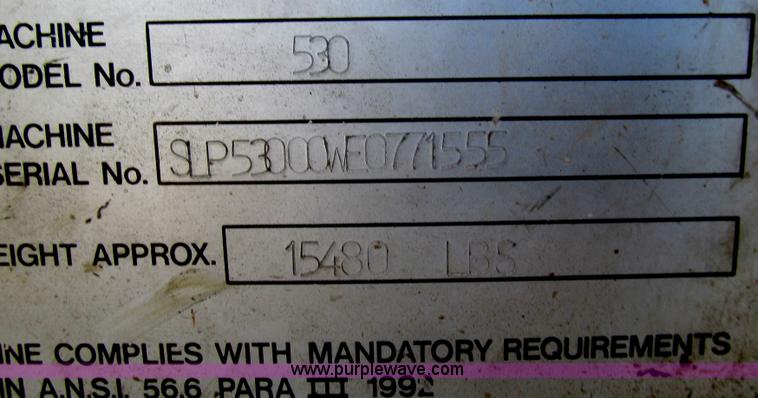 ACHINE
ODEL No. 530
ACHINE
SERIAL No. SLP53000WE0771555
EIGHT APPROX. 15480 LBS
INE COMPLIES WITH MANDATORY REQUIREMENTS
www.purplewave.com
IN A.N.S.I. 56.6 PARA III 1992